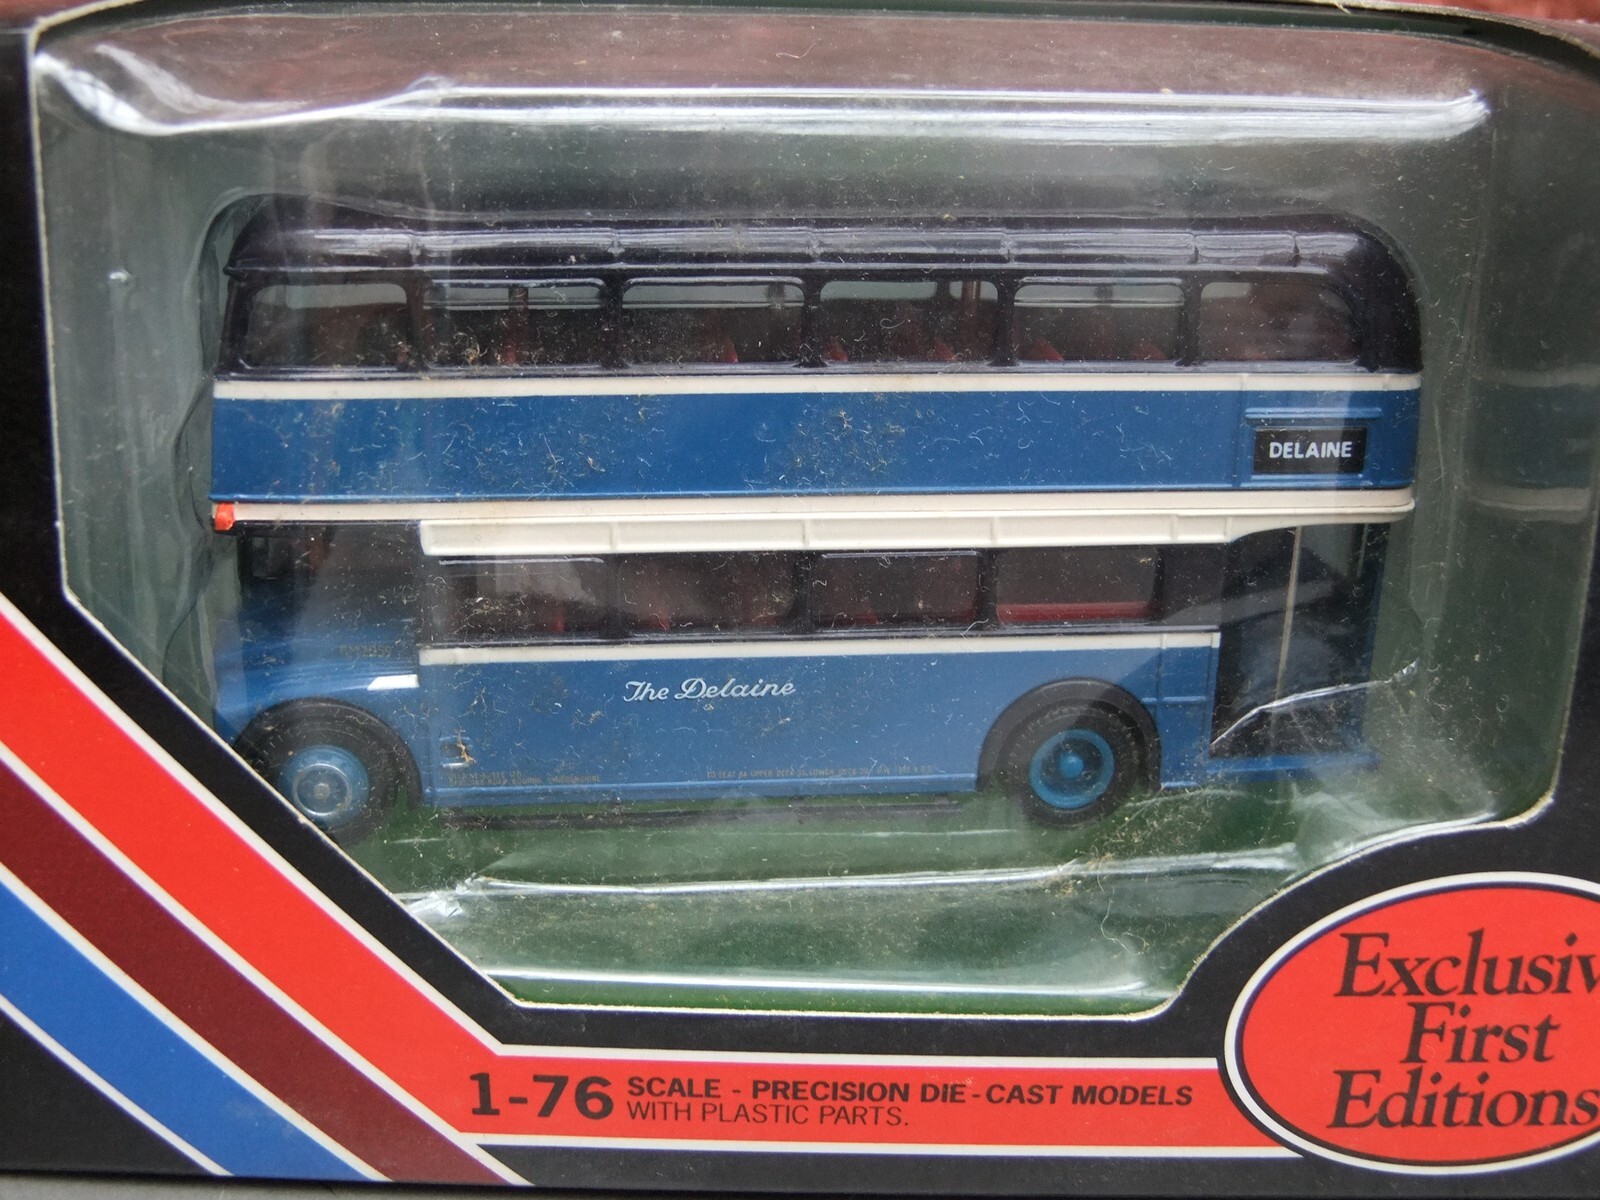 DELAINE
The Delaine
Exclusiv
First
Editions
1-76 SCALE - PRECISION DIE-CAST MODELS
WITH PLASTIC PARTS.